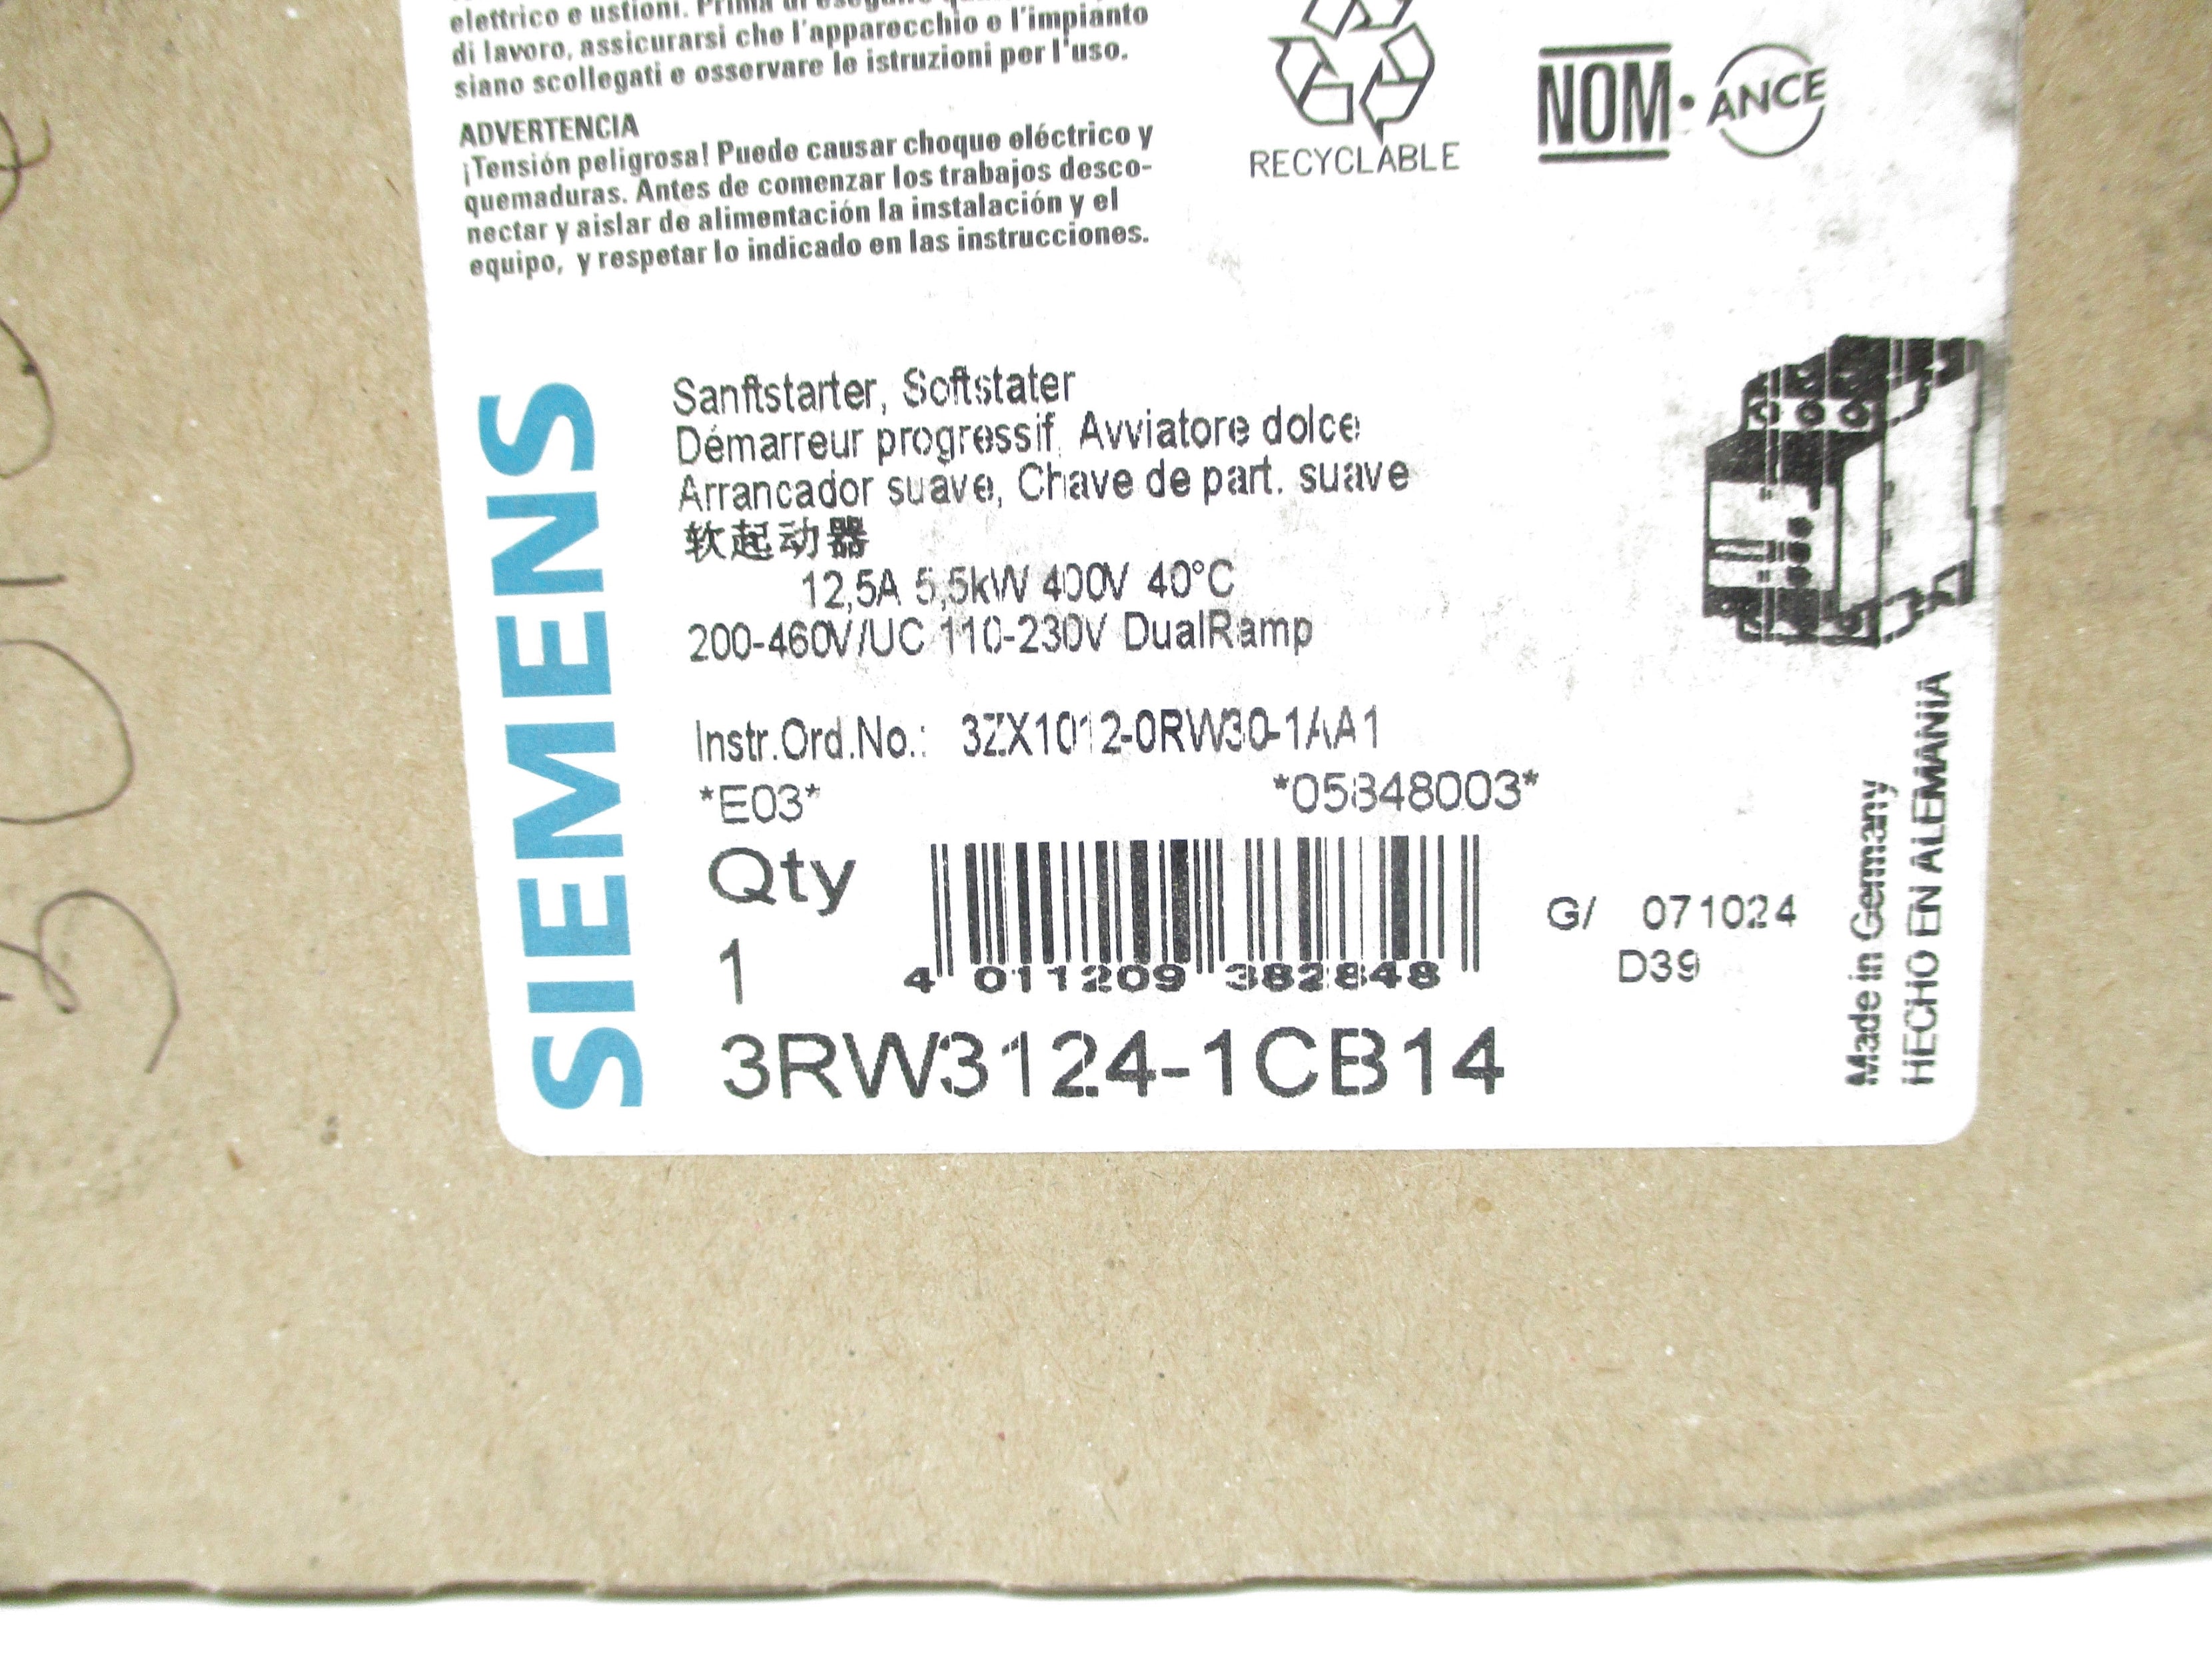 elettrico e ustioni. Prima di
di lavoro, assicurarsi che l'apparecchio e l'impianto
siano scollegati e osservare le istruzioni per l'uso.
ADVERTENCIA
¡Tensión peligrosa! Puede causar choque eléctrico y
quemaduras. Antes de comenzar los trabajos desco-
nectar y aislar de alimentación la instalación y el
equipo, y respetar lo indicado en las instrucciones.
RECYCLABLE
NOM · ANCE
SIEMENS
Sanftstarter, Softstater
Démarreur progressif, Avviatore dolce
Arrancador suave, Chave de part. suave
软起动器
12,5A 5,5kW 400V 40°C
200-460V/UC 110-230V DualRamp
Instr.Ord.No.: 3ZX1012-0RW30-1AA1
*E03* *05848003*
Qty
1
4 011209 382848
G/ 071024
D39
3RW3124-1CB14
Made in Germany
HECHO EN ALEMANIA